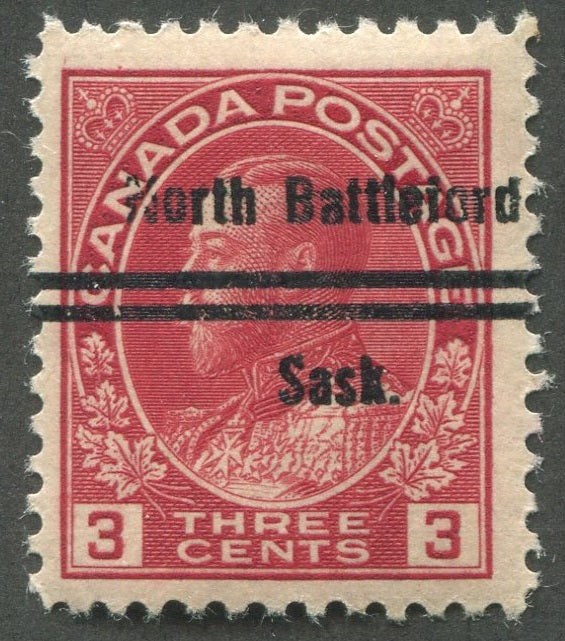 CANADA POSTAGE
North Battleford
Sask.
3 THREE CENTS 3